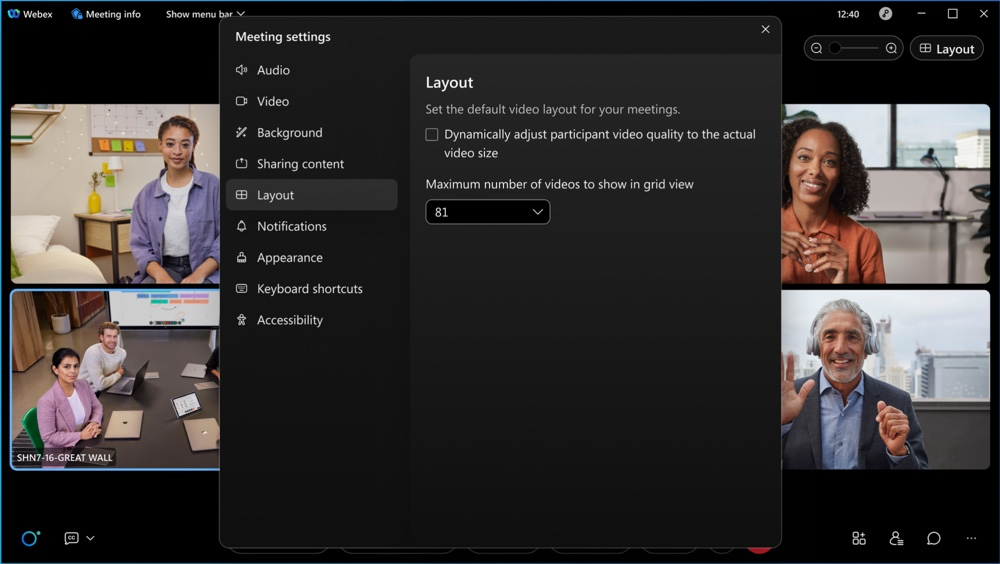 Webex
Meeting info
Show menu bar
12:40
Meeting settings
Layout
Audio
Video
Background
Sharing content
Layout
Notifications
Appearance
Keyboard shortcuts
Accessibility
Layout
Set the default video layout for your meetings.
Dynamically adjust participant video quality to the actual
video size
Maximum number of videos to show in grid view
81
SHN7-16-GREAT WALL
CC